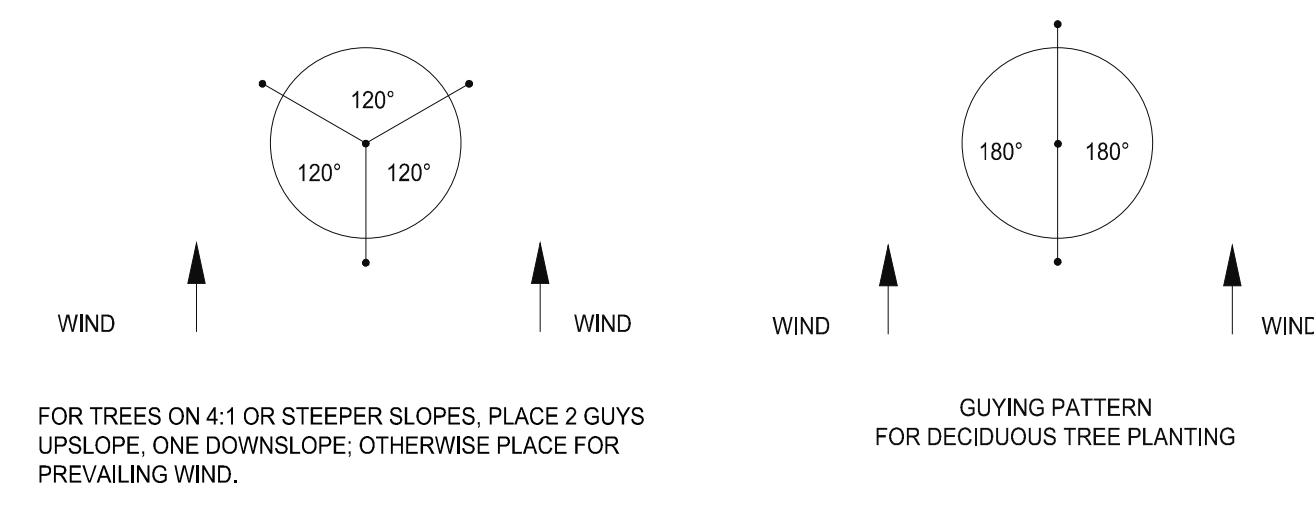 120°
120°
120°
WIND
WIND
FOR TREES ON 4:1 OR STEEPER SLOPES, PLACE 2 GUYS
UPSLOPE, ONE DOWNSLOPE; OTHERWISE PLACE FOR
PREVAILING WIND.
180°
180°
WIND
WIND
GUYING PATTERN
FOR DECIDUOUS TREE PLANTING